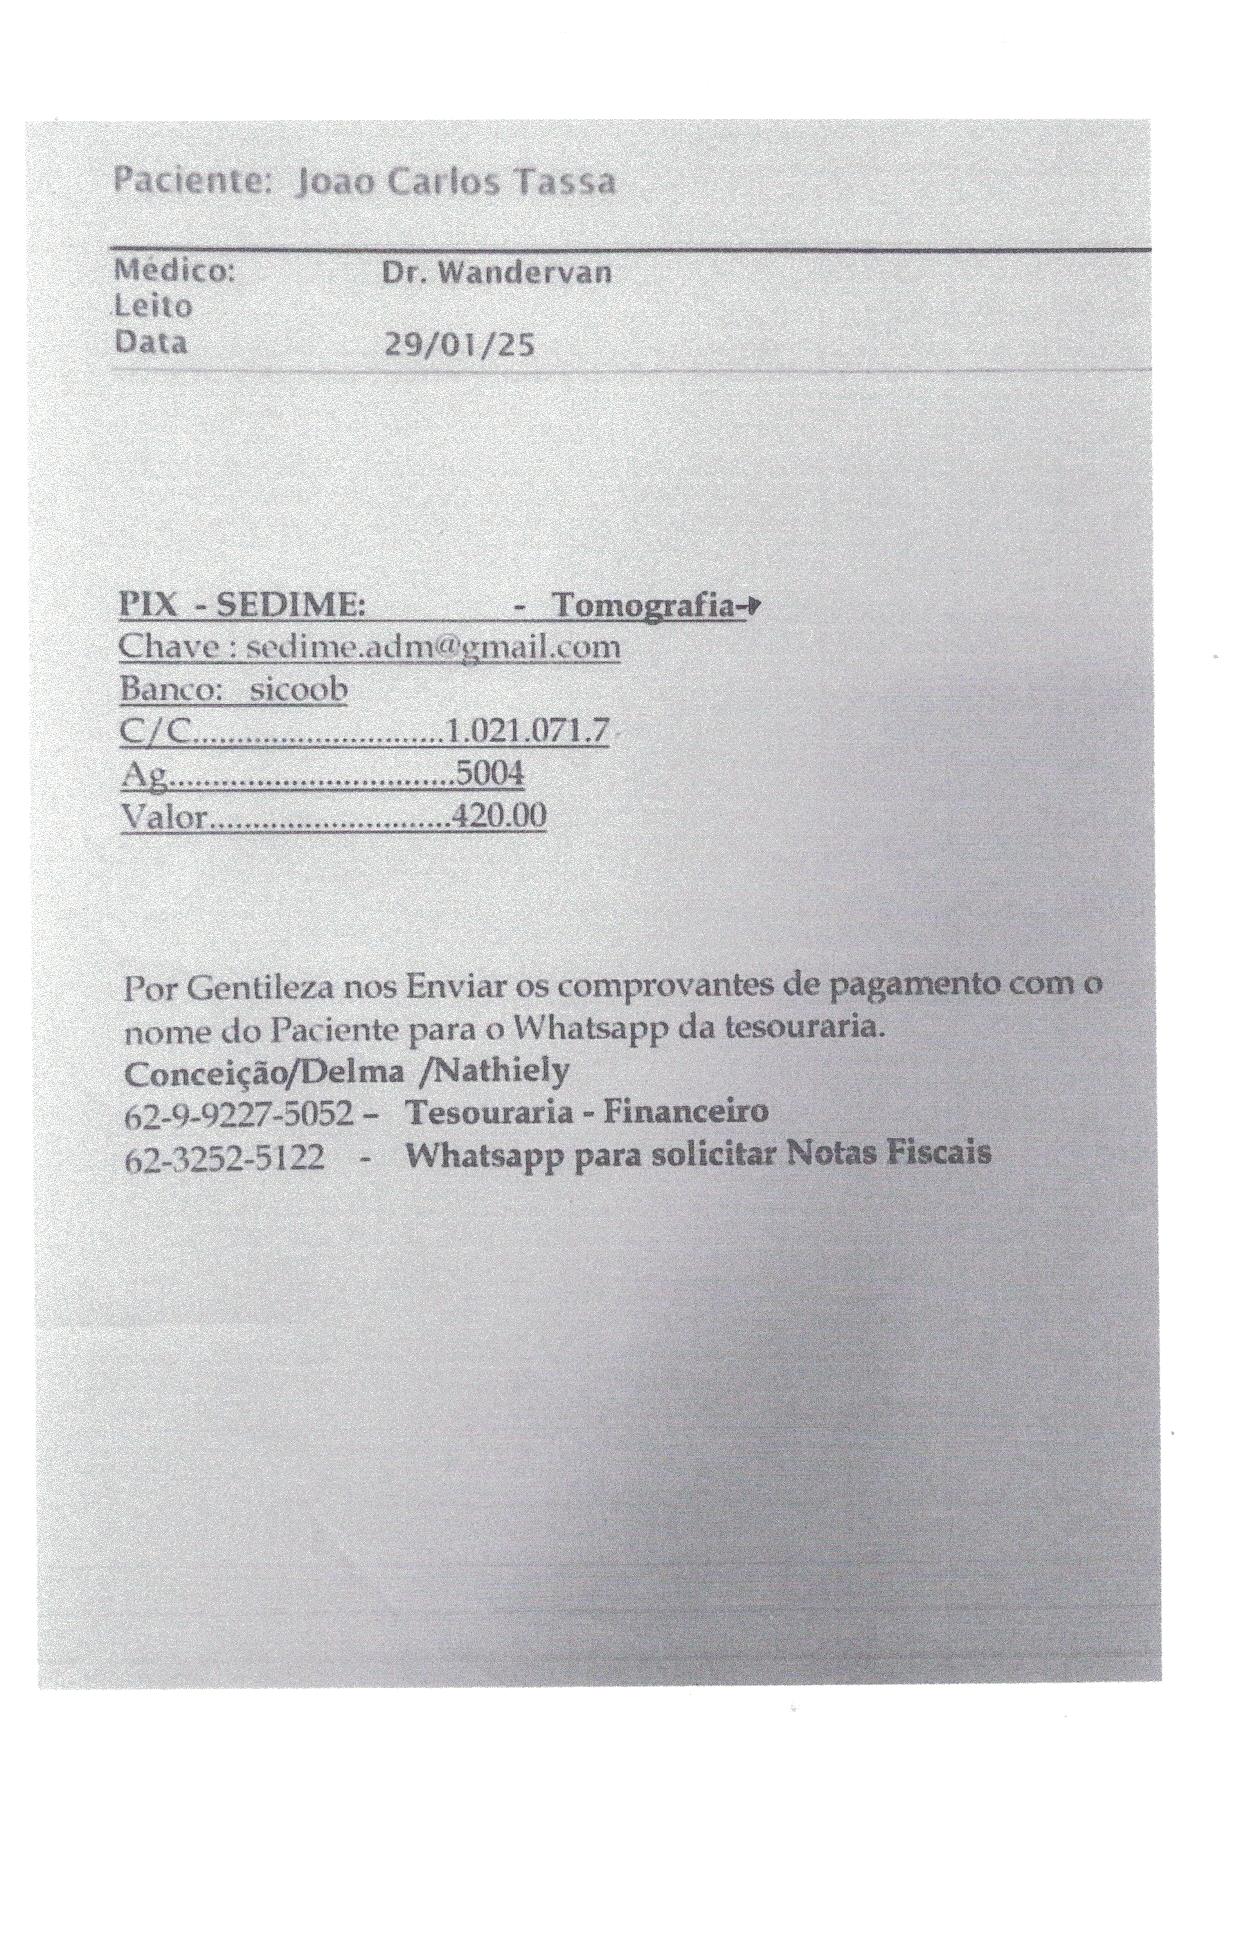 Paciente: Joao Carlos Tassa
Médico: Dr. Wandervan
Leito
Data 29/01/25
PIX - SEDIME: - Tomografia-
Chave : sedime.adm@gmail.com
Banco: sicoob
C/C............................1.021.071.7
Ag.................................5004
Valor............................420.00
Por Gentileza nos Enviar os comprovantes de pagamento com o
nome do Paciente para o Whatsapp da tesouraria.
Conceição/Delma /Nathiely
62-9-9227-5052 – Tesouraria - Financeiro
62-3252-5122 - Whatsapp para solicitar Notas Fiscais